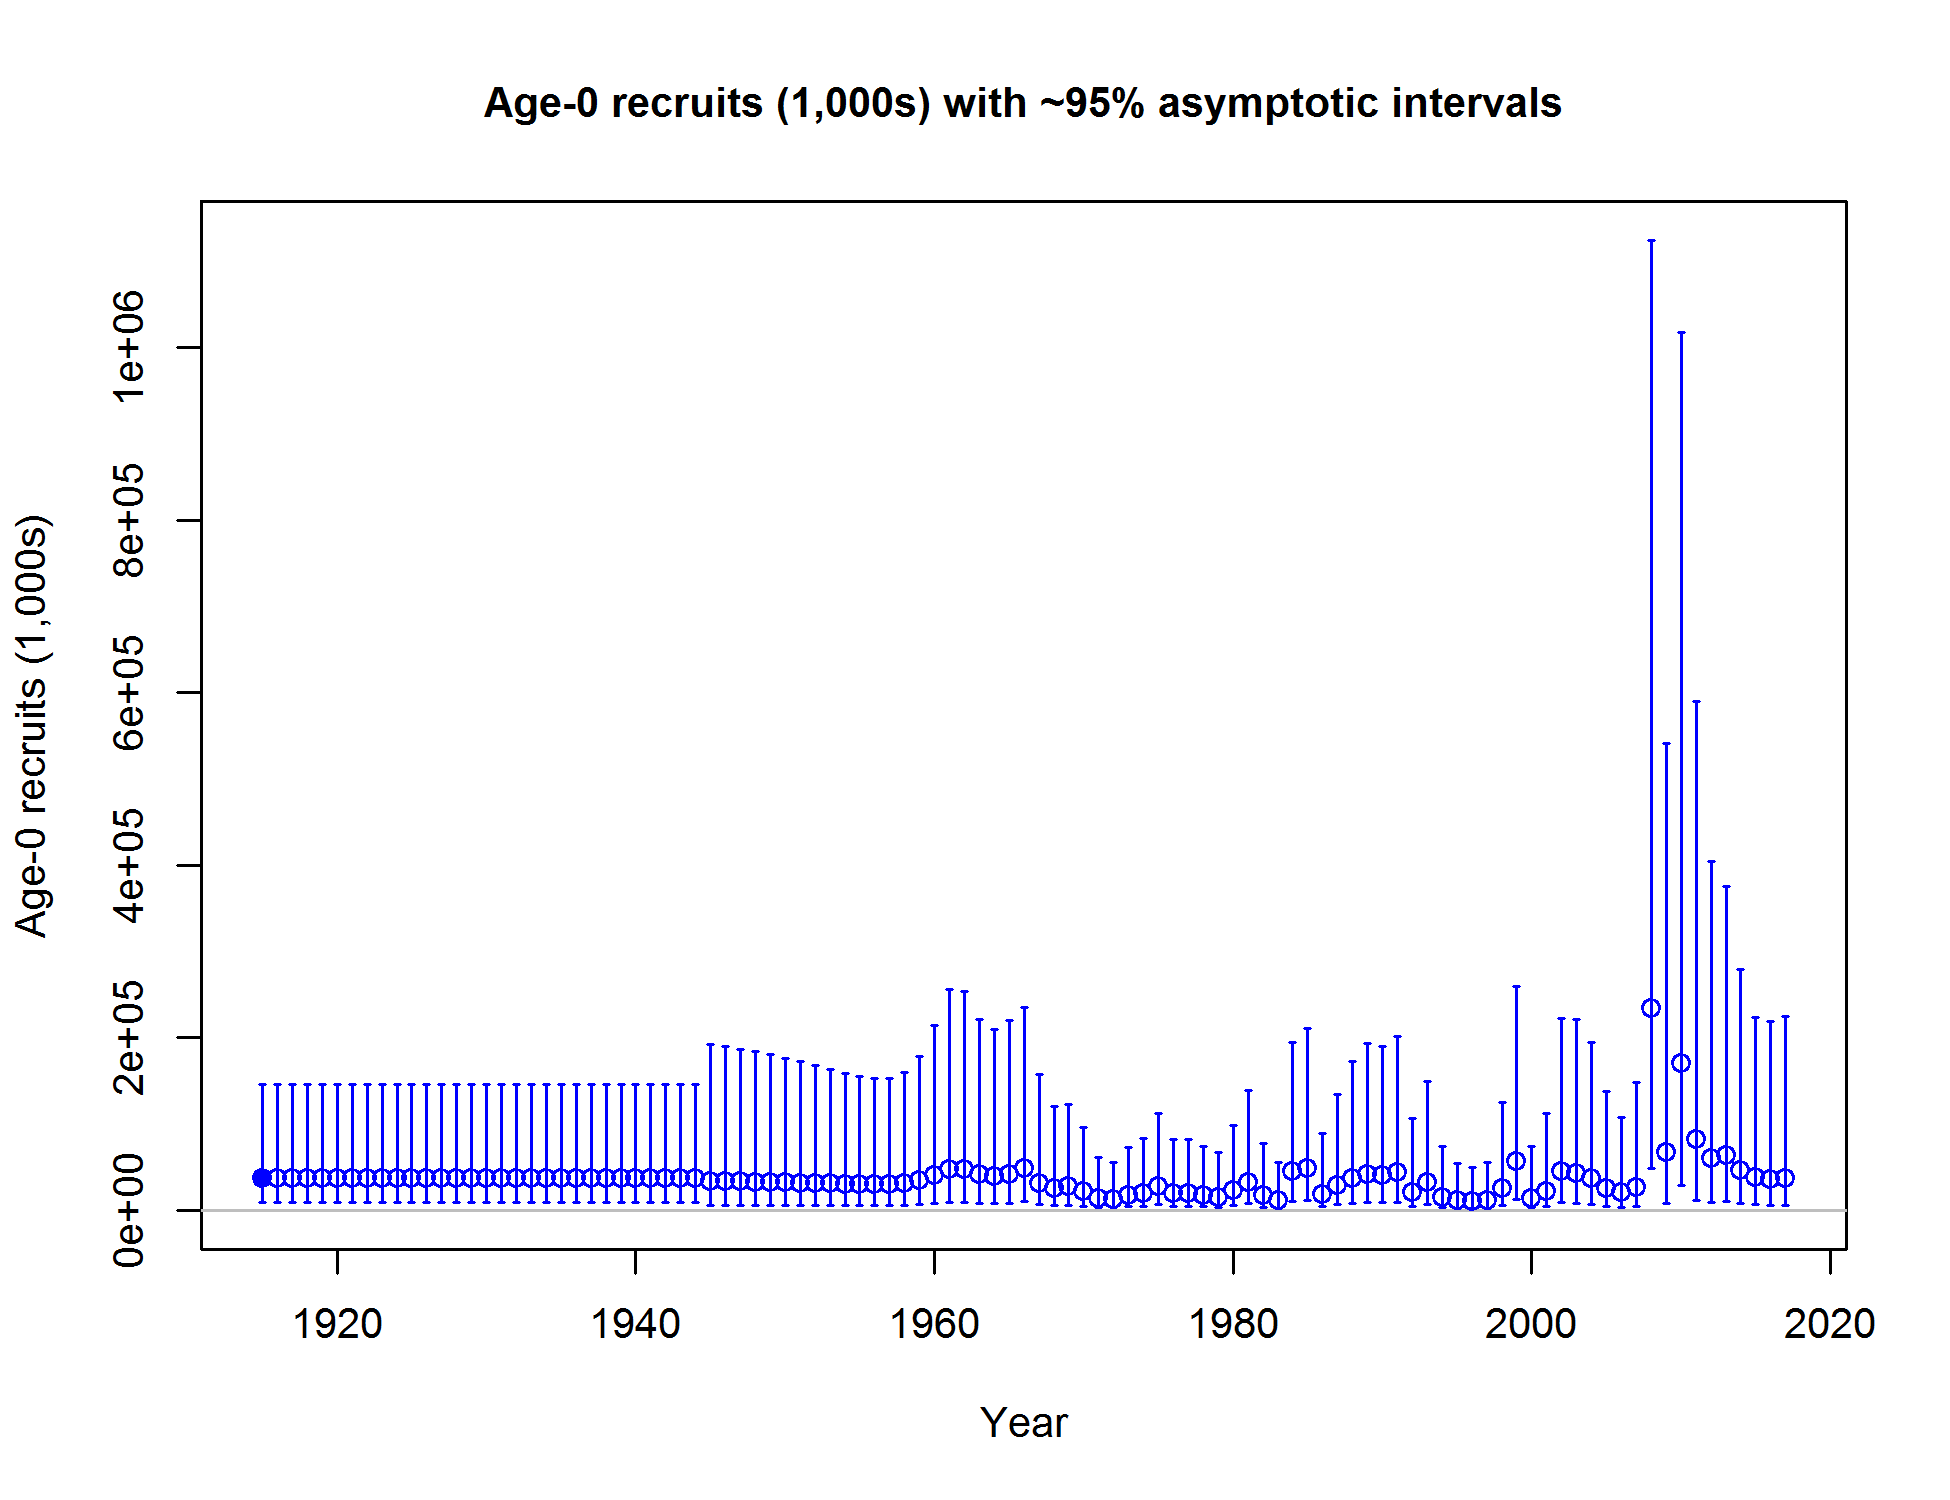 Age-0 recruits (1,000s) with ~95% asymptotic intervals
Age-0 recruits (1,000s)
1e+06
8e+05
6e+05
4e+05
2e+05
0e+00
1920 1940 1960 1980 2000 2020
Year